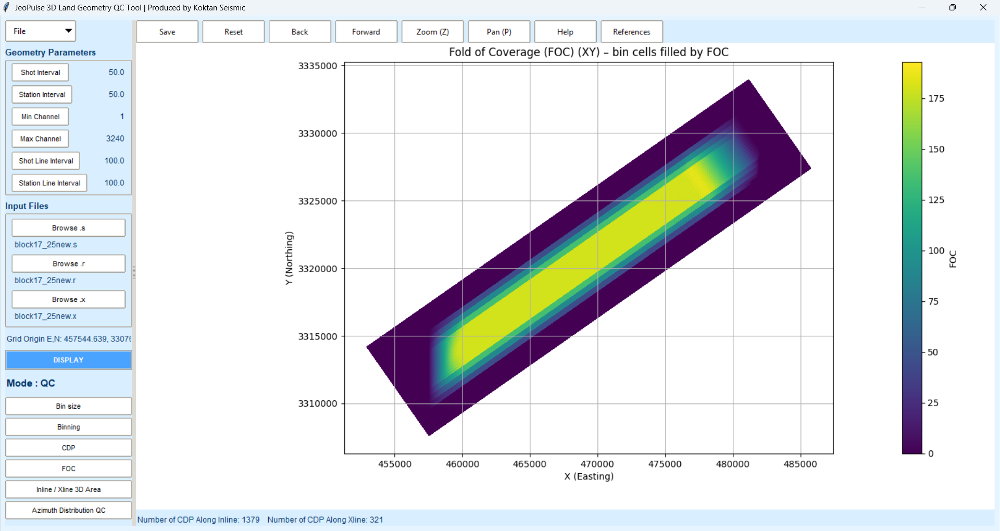 JeoPulse 3D Land Geometry QC Tool | Produced by Koktan Seismic
File
Save
Reset
Back
Forward
Zoom (Z)
Pan (P)
Help
References
Geometry Parameters
Shot Interval 50.0
Station Interval 50.0
Min Channel 1
Max Channel 3240
Shot Line Interval 100.0
Station Line Interval 100.0
Input Files
Browse .s
block17_25new.s
Browse .r
block17_25new.r
Browse .x
block17_25new.x
Grid Origin E,N: 457544.639, 3307
DISPLAY
Mode : QC
Bin size
Binning
CDP
FOC
Inline / Xline 3D Area
Azimuth Distribution QC
Fold of Coverage (FOC) (XY) – bin cells filled by FOC
3335000
3330000
3325000
3320000
3315000
3310000
Y (Northing)
455000 460000 465000 470000 475000 480000 485000
X (Easting)
175
150
125
100
75
50
25
0
FOC
Number of CDP Along Inline: 1379 Number of CDP Along Xline: 321